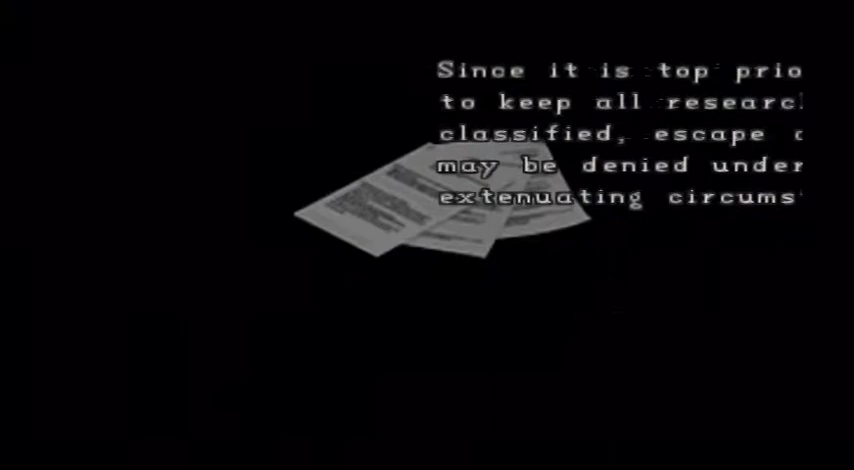 Since it is top prio
to keep all researc
classified, escape
may be denied under
extenuating circums